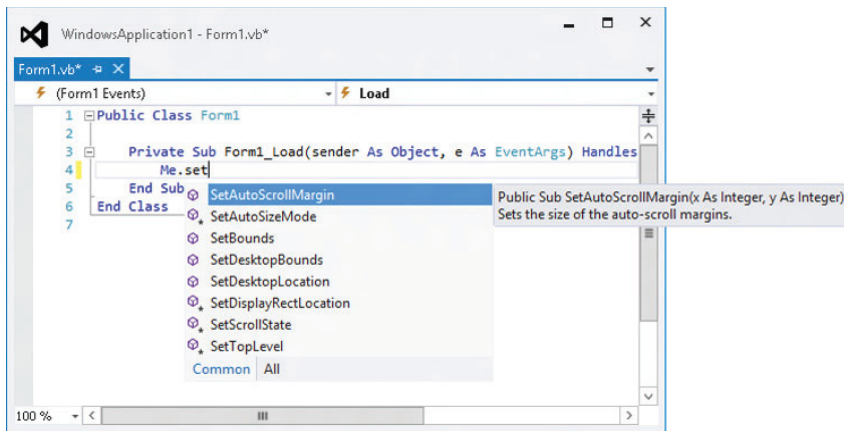 WindowsApplication1 - Form1.vb*
Form1.vb*
(Form1 Events) Load
1 Public Class Form1
2
3 Private Sub Form1_Load(sender As Object, e As EventArgs) Handles
4 Me.set
5 End Sub
6 End Class
7
SetAutoScrollMargin
SetAutoSizeMode
SetBounds
SetDesktopBounds
SetDesktopLocation
SetDisplayRectLocation
SetScrollState
SetTopLevel
Common All
Public Sub SetAutoScrollMargin(x As Integer, y As Integer)
Sets the size of the auto-scroll margins.
100 %